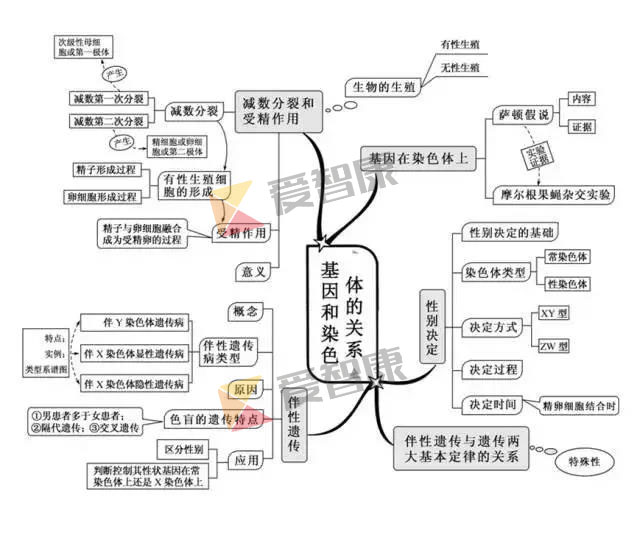 次级性母细
胞或第一极体
产生
减数第一次分裂
减数第二次分裂
产生
精细胞或卵细
胞或第二极体
减数分裂
减数分裂和
受精作用
生物的生殖
有性生殖
无性生殖
精子形成过程
卵细胞形成过程
有性生殖细
胞的形成
精子与卵细胞融合
成为受精卵的过程
受精作用
意义
基因在染色体上
萨顿假说
内容
证据
实验
证据
摩尔根果蝇杂交实验
爱智康
基因和染色
体的关系
性别决定
性别决定的基础
染色体类型
常染色体
性染色体
决定方式
XY 型
ZW 型
决定过程
决定时间
精卵细胞结合时
伴性遗传与遗传两
大基本定律的关系
特殊性
伴性遗传
概念
伴性遗传
病类型
伴 Y 染色体遗传病
伴 X 染色体显性遗传病
伴 X 染色体隐性遗传病
特点：
实例：
类型系谱图
原因
色盲的遗传特点
①男患者多于女患者；
②隔代遗传；③交叉遗传
应用
区分性别
判断控制其性状基因在常
染色体上还是 X 染色体上
爱智康